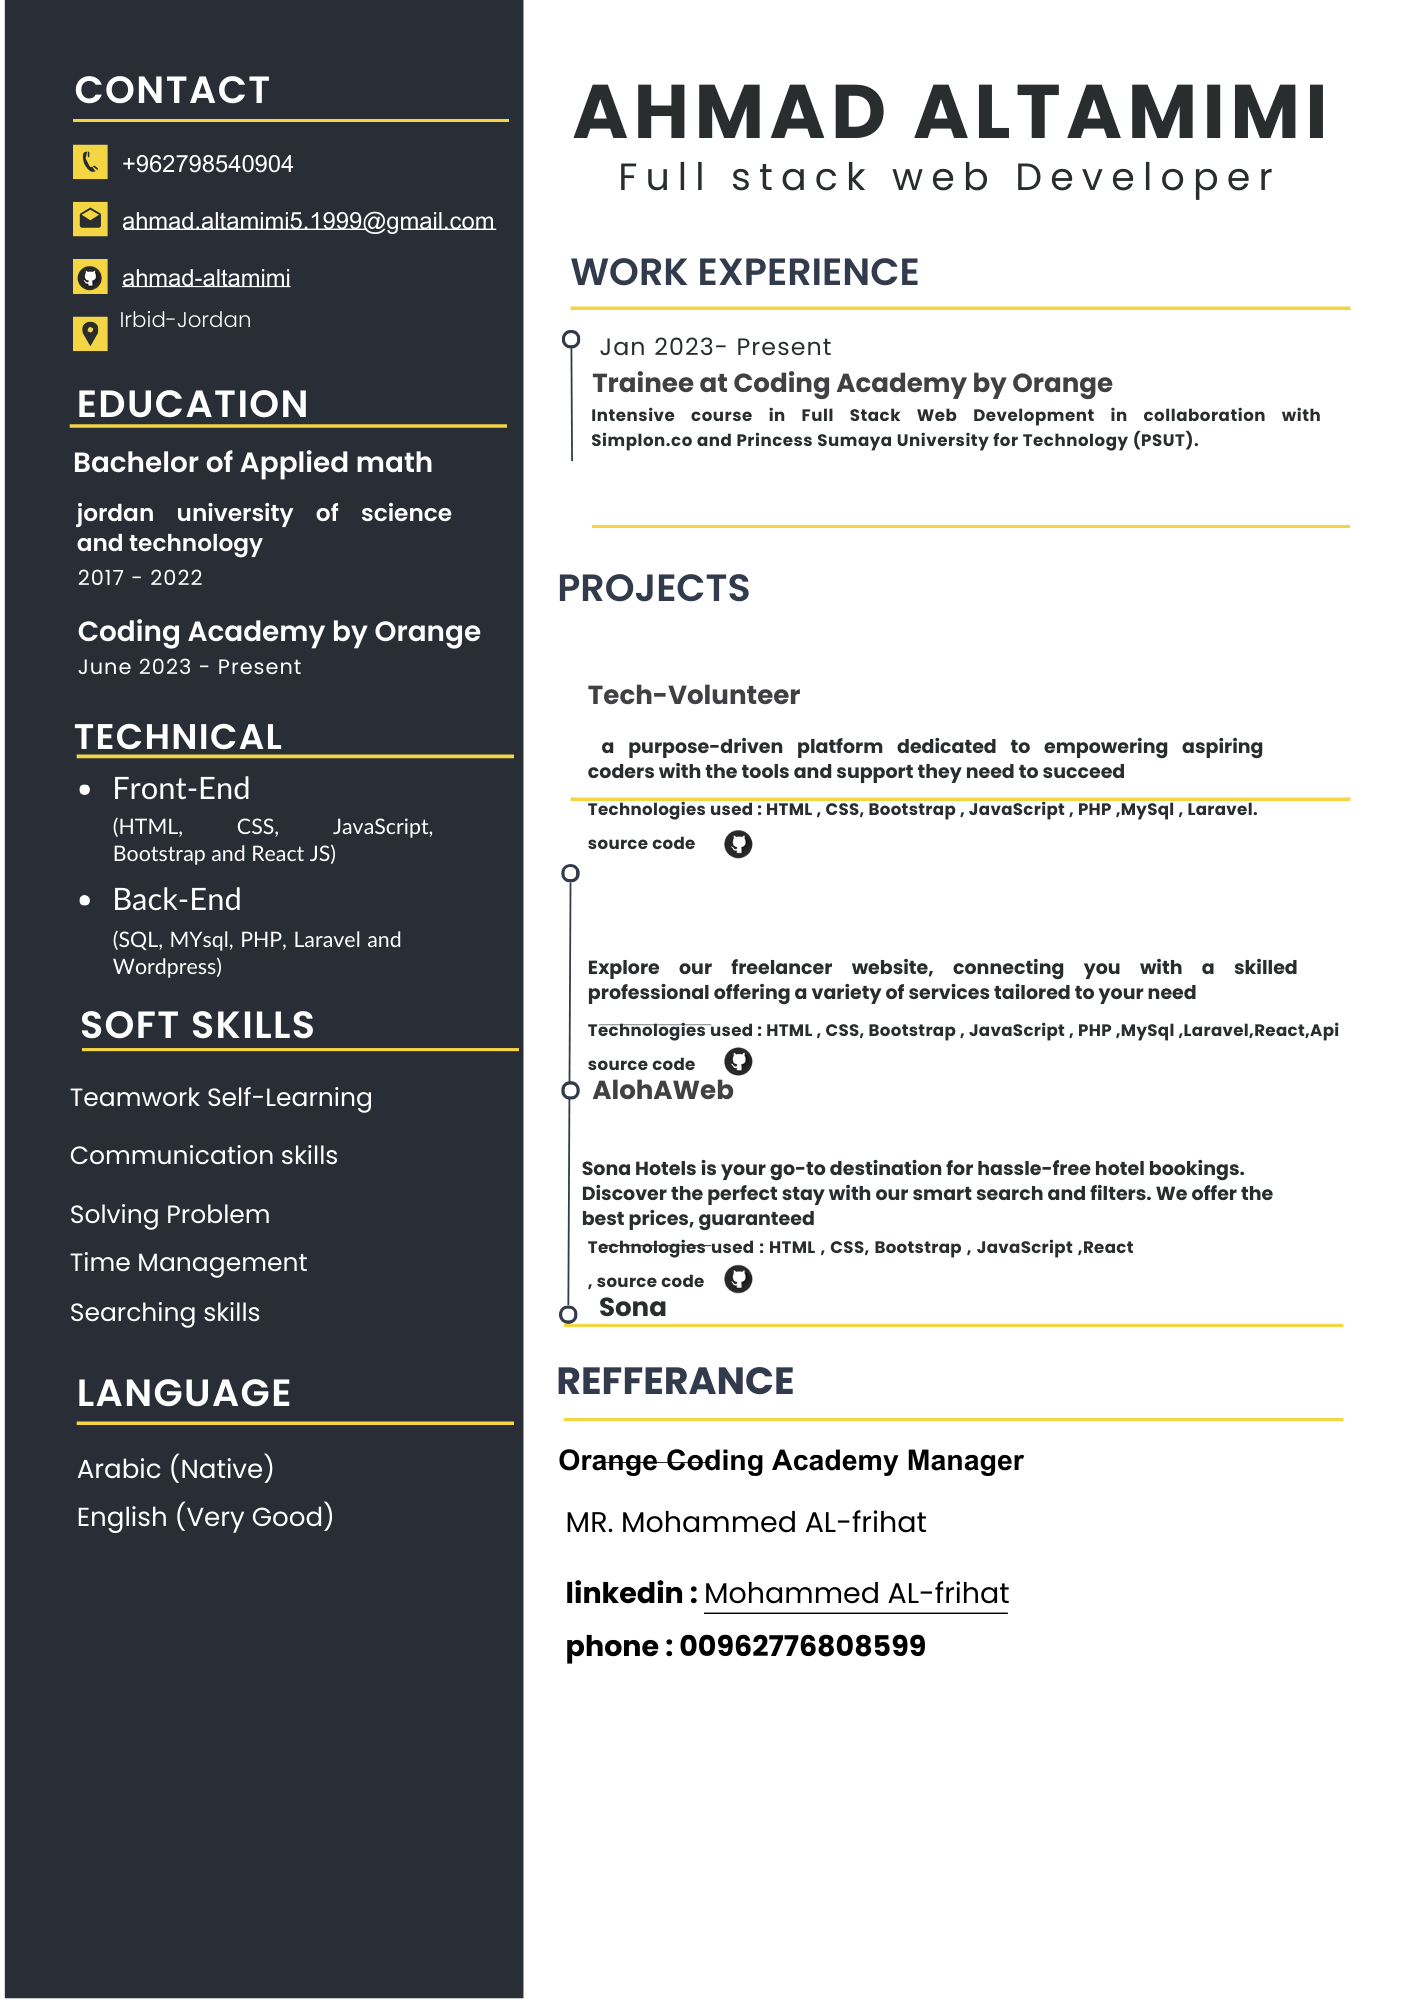 CONTACT
+962798540904
ahmad.altamimi5.1999@gmail.com
ahmad-altamimi
Irbid-Jordan
EDUCATION
Bachelor of Applied math
jordan university of science
and technology
2017 - 2022
Coding Academy by Orange
June 2023 - Present
TECHNICAL
• Front-End
(HTML, CSS, JavaScript,
Bootstrap and React JS)
• Back-End
(SQL, MYsql, PHP, Laravel and
Wordpress)
SOFT SKILLS
Teamwork Self-Learning
Communication skills
Solving Problem
Time Management
Searching skills
LANGUAGE
Arabic (Native)
English (Very Good)
AHMAD ALTAMIMI
Full stack web Developer
WORK EXPERIENCE
Jan 2023- Present
Trainee at Coding Academy by Orange
Intensive course in Full Stack Web Development in collaboration with
Simplon.co and Princess Sumaya University for Technology (PSUT).
PROJECTS
Tech-Volunteer
a purpose-driven platform dedicated to empowering aspiring
coders with the tools and support they need to succeed
Technologies used : HTML , CSS, Bootstrap , JavaScript , PHP ,MySql , Laravel.
source code
Explore our freelancer website, connecting you with a skilled
professional offering a variety of services tailored to your need
Technologies used : HTML , CSS, Bootstrap , JavaScript , PHP ,MySql ,Laravel,React,Api
source code
AlohAWeb
Sona Hotels is your go-to destination for hassle-free hotel bookings.
Discover the perfect stay with our smart search and filters. We offer the
best prices, guaranteed
Technologies used : HTML , CSS, Bootstrap , JavaScript ,React
, source code
Sona
REFFERANCE
Orange Coding Academy Manager
MR. Mohammed AL-frihat
linkedin : Mohammed AL-frihat
phone : 00962776808599